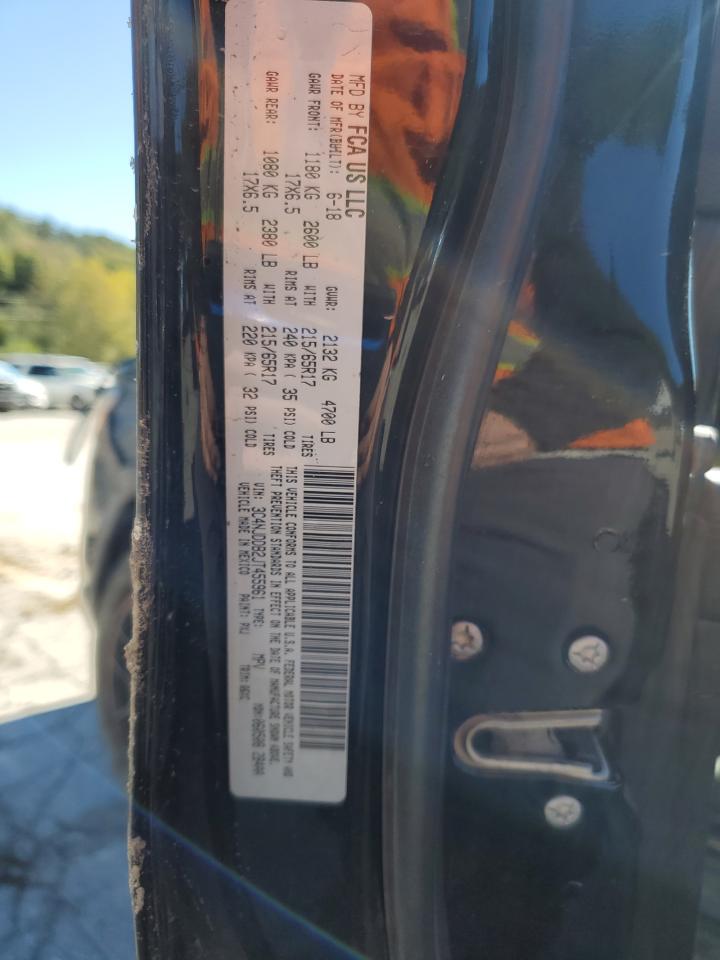 MFD BY FCA US LLC
DATE OF MFR(BUILT): 6-18 GVWR: 2132 KG 4700 LB
GAWR FRONT: 1180 KG 2600 LB WITH 215/65R17 TIRES
17X6.5 RIMS AT 240 KPA ( 35 PSI) COLD
GAWR REAR: 1080 KG 2380 LB WITH 215/65R17 TIRES
17X6.5 RIMS AT 220 KPA ( 32 PSI) COLD
THIS VEHICLE CONFORMS TO ALL APPLICABLE U.S.A. FEDERAL MOTOR VEHICLE SAFETY AND
THEFT PREVENTION STANDARDS IN EFFECT ON THE DATE OF MANUFACTURE SHOWN ABOVE.
VIN: 3C4NJDDB2JT455961 TYPE: MPV
VEHICLE MADE IN MEXICO PAINT: PXJ TRIM: